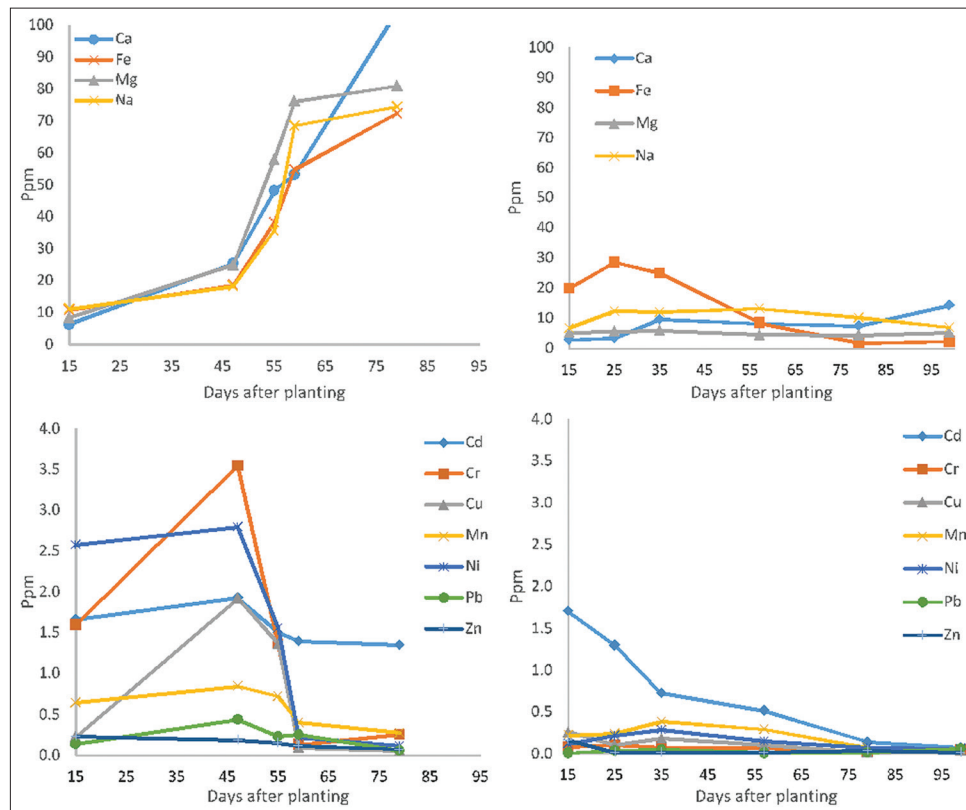 100
90
80
70
60
50
40
30
20
10
0
Ppm
Ca
Fe
Mg
Na
15 25 35 45 55 65 75 85 95
Days after planting
100
90
80
70
60
50
40
30
20
10
0
Ppm
Ca
Fe
Mg
Na
15 25 35 45 55 65 75 85 95
Days after planting
4.0
3.5
3.0
2.5
2.0
1.5
1.0
0.5
0.0
Ppm
Cd
Cr
Cu
Mn
Ni
Pb
Zn
15 25 35 45 55 65 75 85 95
Days after planting
4.0
3.5
3.0
2.5
2.0
1.5
1.0
0.5
0.0
Ppm
Cd
Cr
Cu
Mn
Ni
Pb
Zn
15 25 35 45 55 65 75 85 95
Days after planting